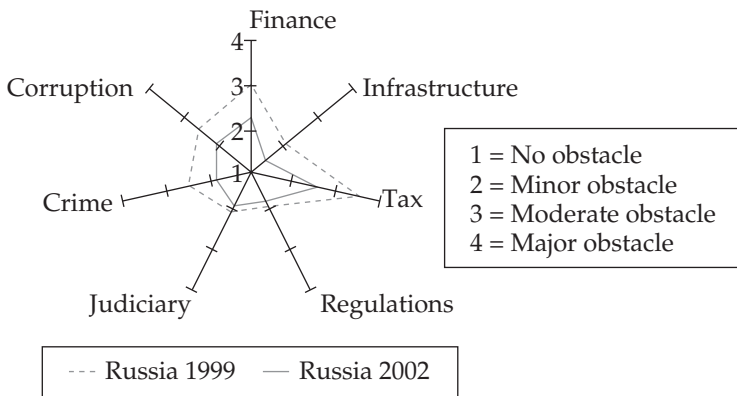 Finance
4
3
2
1
Corruption
Infrastructure
Crime
Tax
Judiciary
Regulations
1 = No obstacle
2 = Minor obstacle
3 = Moderate obstacle
4 = Major obstacle
Russia 1999 Russia 2002